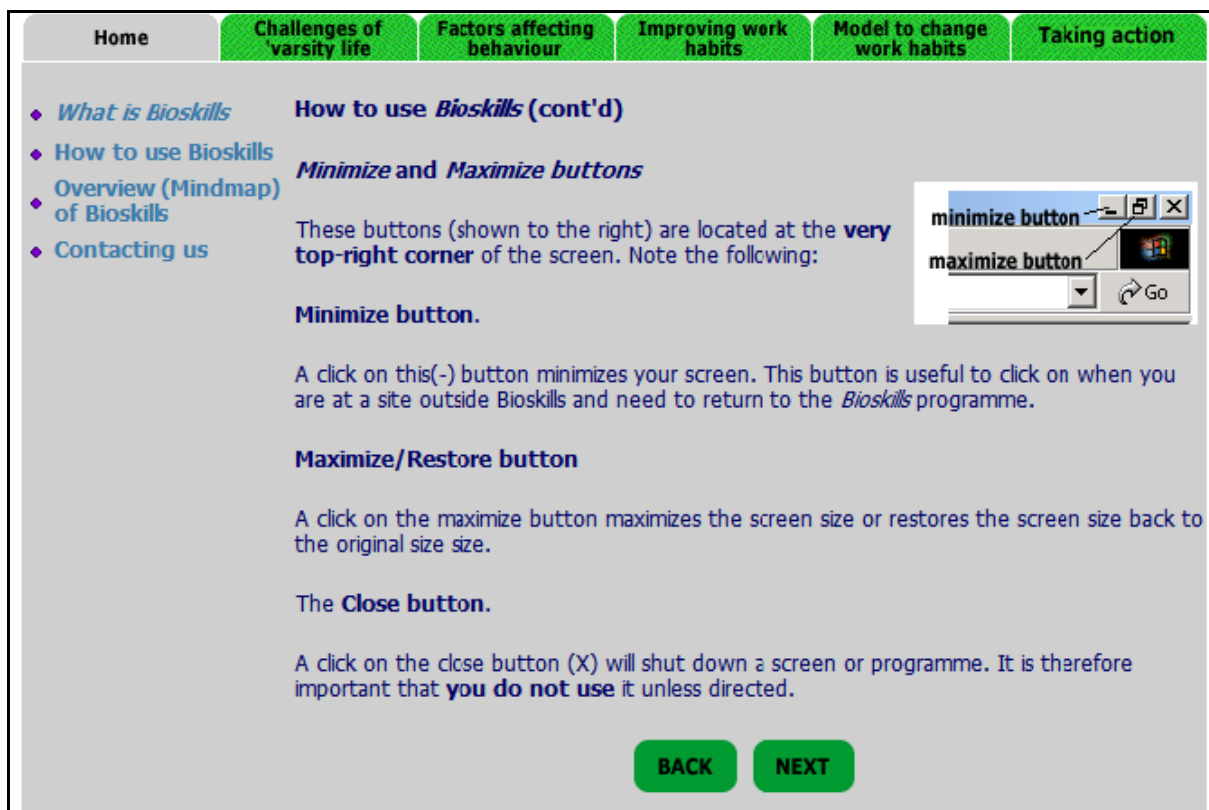 Home
Challenges of
'varsity life
Factors affecting
behaviour
Improving work
habits
Model to change
work habits
Taking action
What is Bioskills
How to use Bioskills
Overview (Mindmap)
of Bioskills
Contacting us
How to use Bioskills (cont'd)
Minimize and Maximize buttons
These buttons (shown to the right) are located at the very
top-right corner of the screen. Note the following:
minimize button
maximize button
Go
Minimize button.
A click on this(-) button minimizes your screen. This button is useful to click on when you
are at a site outside Bioskills and need to return to the Bioskills programme.
Maximize/Restore button
A click on the maximize button maximizes the screen size or restores the screen size back to
the original size size.
The Close button.
A click on the close button (X) will shut down a screen or programme. It is therefore
important that you do not use it unless directed.
BACK
NEXT